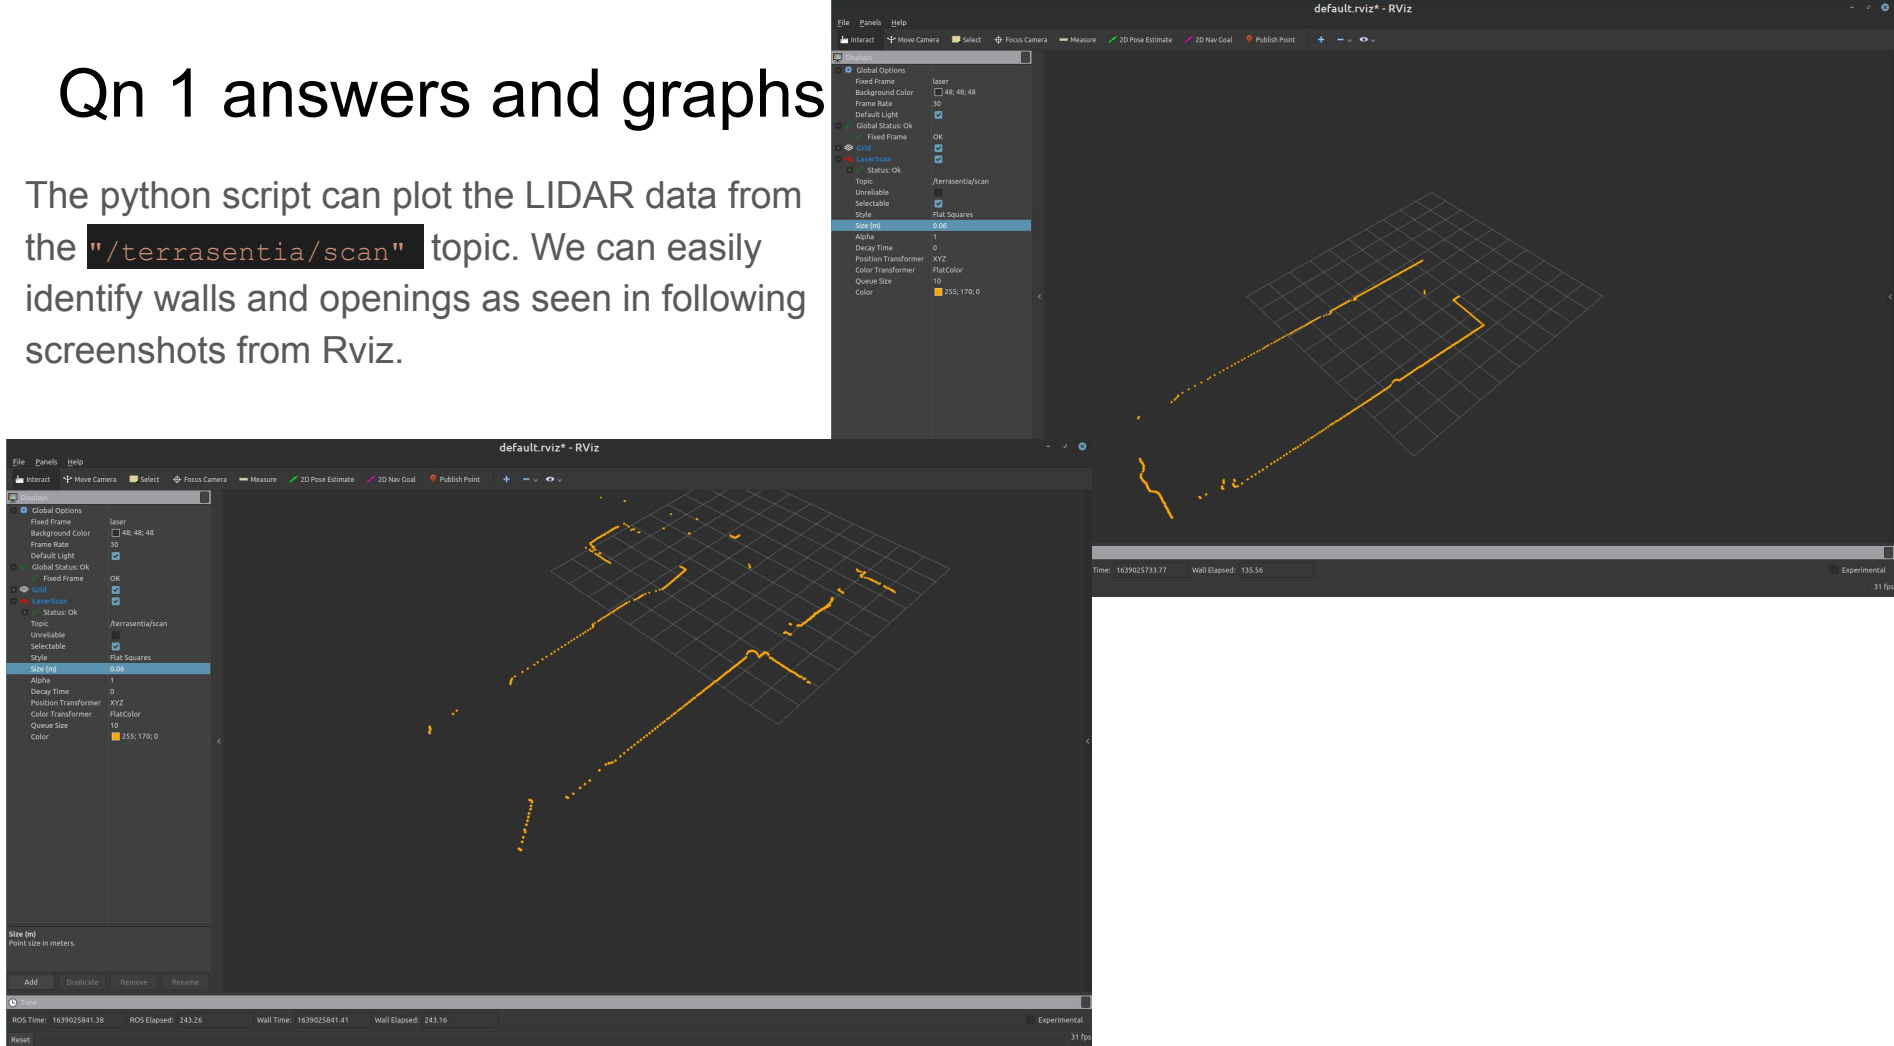 Qn 1 answers and graphs
The python script can plot the LIDAR data from
the "/terrasentia/scan" topic. We can easily
identify walls and openings as seen in following
screenshots from Rviz.
default.rviz* - RViz
File Panels Help
Interact Move Camera Select Focus Camera Measure 2D Pose Estimate 2D Nav Goal Publish Point
Displays
Global Options
Fixed Frame laser
Background Color 48; 48; 48
Frame Rate 30
Default Light
Global Status: Ok
Fixed Frame OK
Grid
LaserScan
Status: Ok
Topic /terrasentia/scan
Unreliable
Selectable
Style Flat Squares
Size (m) 0.06
Alpha 1
Decay Time 0
Position Transformer XYZ
Color Transformer FlatColor
Queue Size 10
Color 255; 170; 0
Time: 1639025733.77 Wall Elapsed: 135.56 Experimental
31 fps
default.rviz* - RViz
File Panels Help
Interact Move Camera Select Focus Camera Measure 2D Pose Estimate 2D Nav Goal Publish Point
Displays
Global Options
Fixed Frame laser
Background Color 48; 48; 48
Frame Rate 30
Default Light
Global Status: Ok
Fixed Frame OK
Grid
LaserScan
Status: Ok
Topic /terrasentia/scan
Unreliable
Selectable
Style Flat Squares
Size (m) 0.06
Alpha 1
Decay Time 0
Position Transformer XYZ
Color Transformer FlatColor
Queue Size 10
Color 255; 170; 0
Size (m)
Point size in meters.
Add Duplicate Remove Rename
Time
ROS Time: 1639025841.38 ROS Elapsed: 243.26 Wall Time: 1639025841.41 Wall Elapsed: 243.16 Experimental
Reset 31 fps